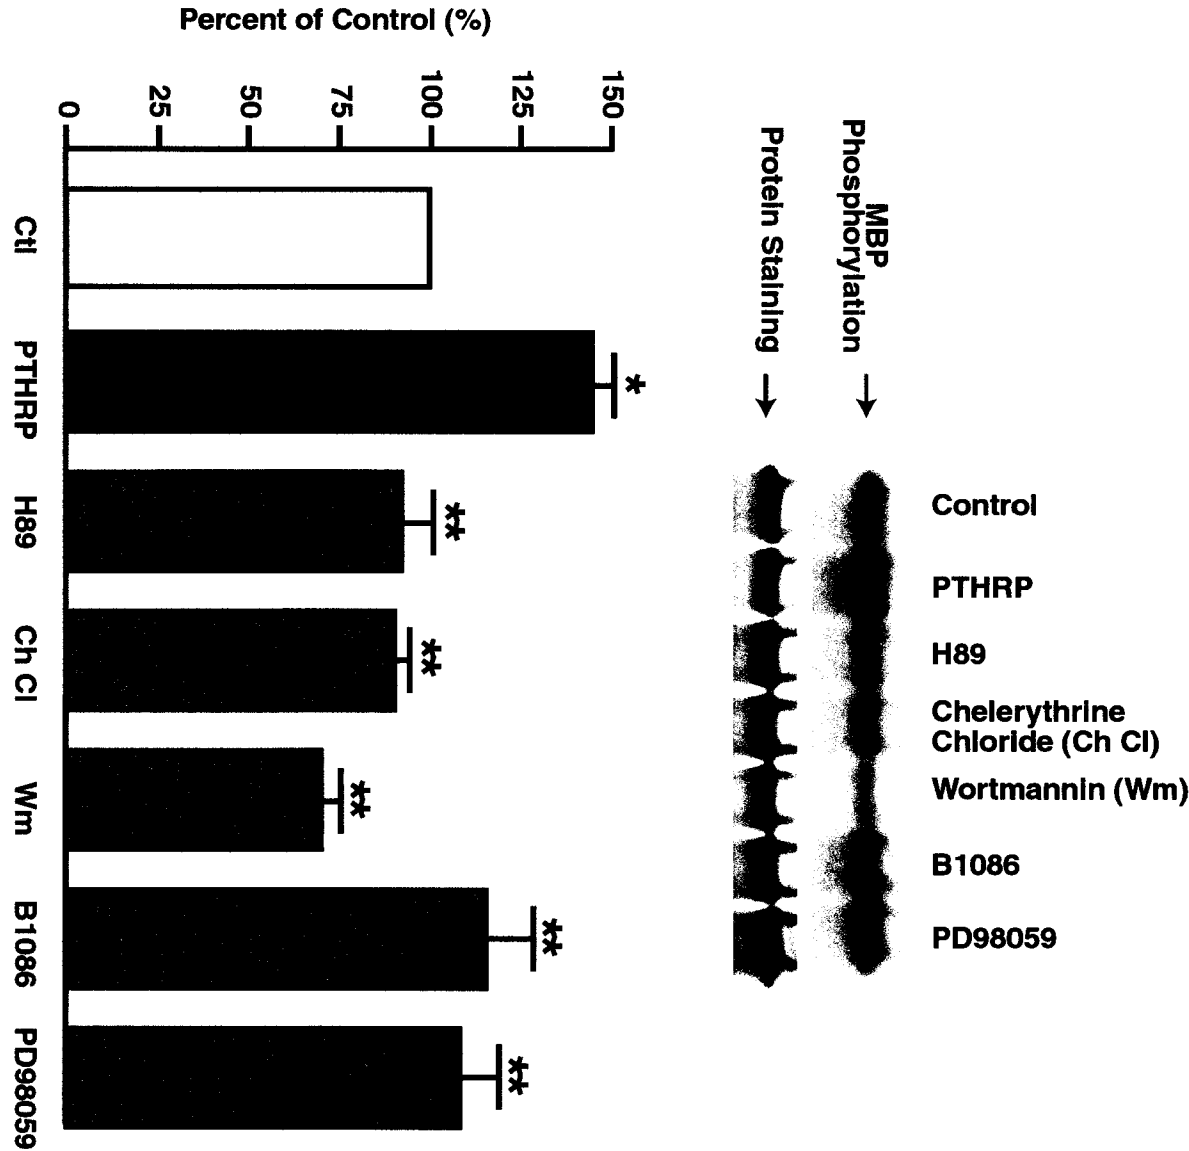 Percent of Control (%)
0
25
50
75
100
125
150
Ctl
PTHRP
H89
Ch Cl
Wm
B1086
PD98059
*
**
**
**
**
**
MBP
Phosphorylation
Protein Staining
Control
PTHRP
H89
Chelerythrine
Chloride (Ch Cl)
Wortmannin (Wm)
B1086
PD98059